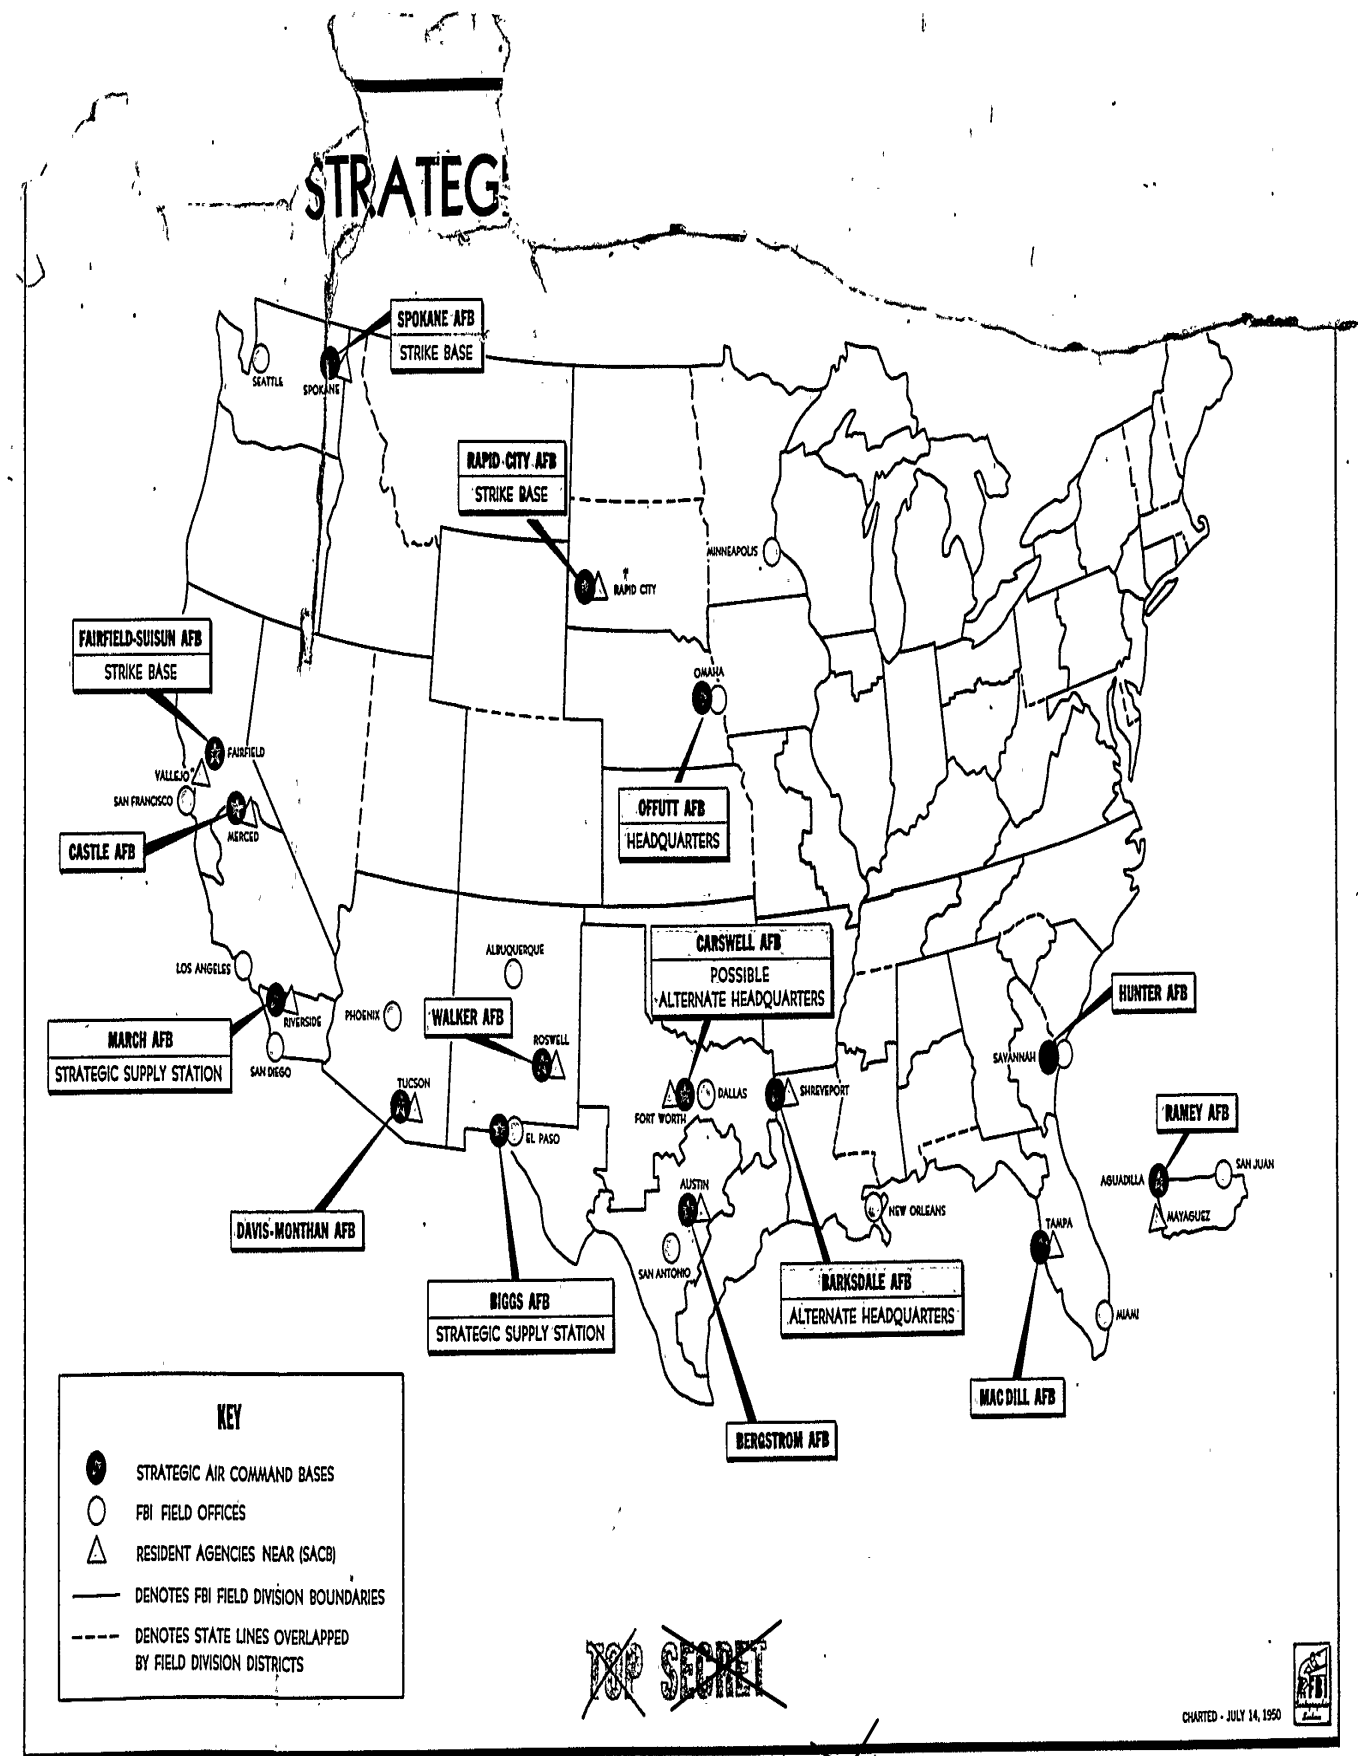 STRATEG
SPOKANE AFB
STRIKE BASE
SEATTLE
SPOKANE
RAPID CITY AFB
STRIKE BASE
MINNEAPOLIS
RAPID CITY
FAIRFIELD-SUISUN AFB
STRIKE BASE
OMAHA
FAIRFIELD
VALLEJO
SAN FRANCISCO
MERCED
CASTLE AFB
OFFUTT AFB
HEADQUARTERS
CARSWELL AFB
POSSIBLE
ALTERNATE HEADQUARTERS
ALBUQUERQUE
LOS ANGELES
HUNTER AFB
RIVERSIDE
PHOENIX
WALKER AFB
MARCH AFB
STRATEGIC SUPPLY STATION
SAN DIEGO
ROSWELL
SAVANNAH
TUCSON
DALLAS
SHREVEPORT
FORT WORTH
RAMEY AFB
EL PASO
SAN JUAN
AGUADILLA
AUSTIN
NEW ORLEANS
MAYAGUEZ
DAVIS-MONTHAN AFB
TAMPA
SAN ANTONIO
BARKSDALE AFB
ALTERNATE HEADQUARTERS
BIGGS AFB
STRATEGIC SUPPLY STATION
MIAMI
MAC DILL AFB
BERGSTROM AFB
KEY
STRATEGIC AIR COMMAND BASES
FBI FIELD OFFICES
RESIDENT AGENCIES NEAR (SACB)
DENOTES FBI FIELD DIVISION BOUNDARIES
DENOTES STATE LINES OVERLAPPED
BY FIELD DIVISION DISTRICTS
TOP SECRET
CHARTED - JULY 14, 1950
FBI